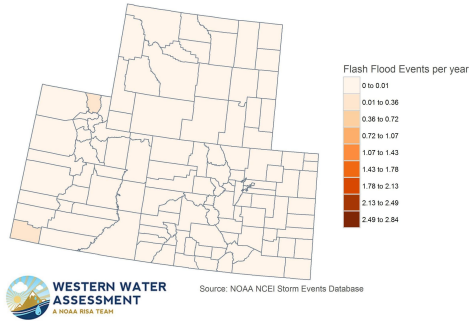 Flash Flood Events per year
0 to 0.01
0.01 to 0.36
0.36 to 0.72
0.72 to 1.07
1.07 to 1.43
1.43 to 1.78
1.78 to 2.13
2.13 to 2.49
2.49 to 2.84
WESTERN WATER
ASSESSMENT
A NOAA RISA TEAM
Source: NOAA NCEI Storm Events Database